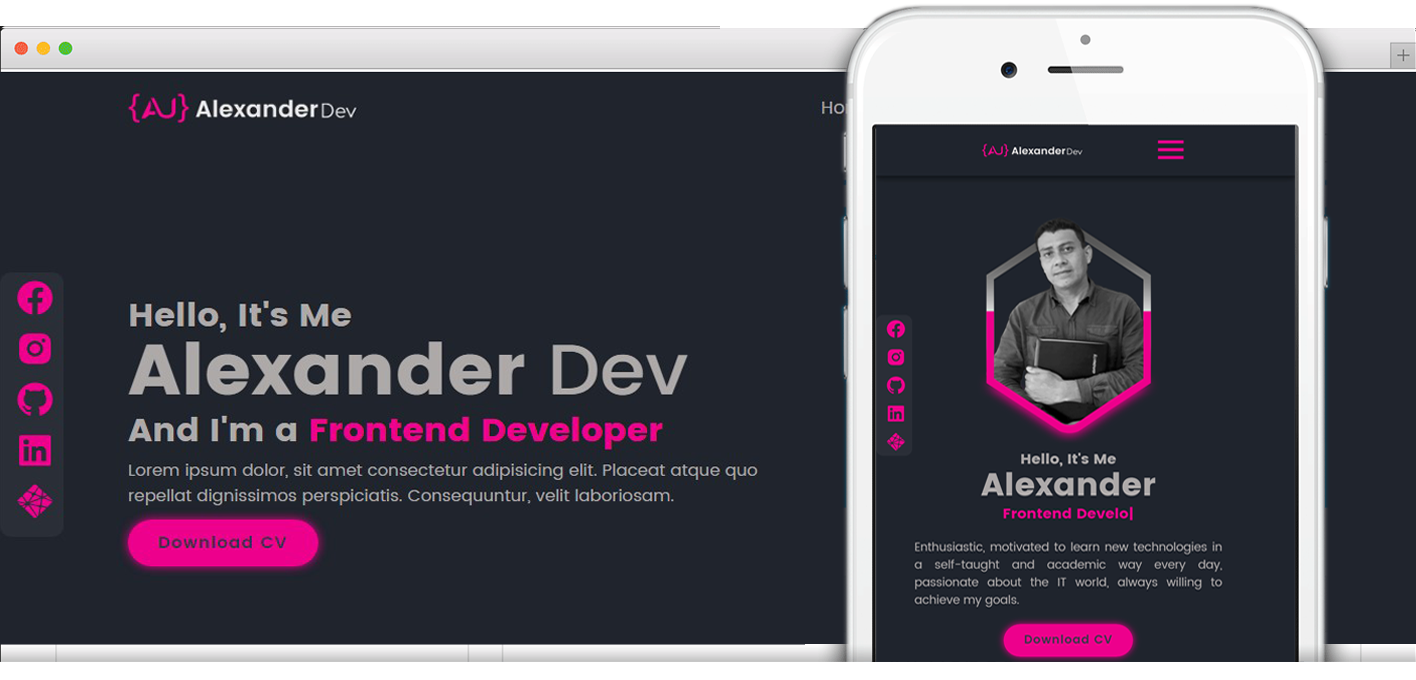 {AJ} AlexanderDev
Hello, It's Me
Alexander Dev
And I'm a Frontend Developer
Lorem ipsum dolor, sit amet consectetur adipisicing elit. Placeat atque quo
repellat dignissimos perspiciatis. Consequuntur, velit laboriosam.
Download CV
{AJ} AlexanderDev
Hello, It's Me
Alexander
Frontend Develo|
Enthusiastic, motivated to learn new technologies in
a self-taught and academic way every day,
passionate about the IT world, always willing to
achieve my goals.
Download CV